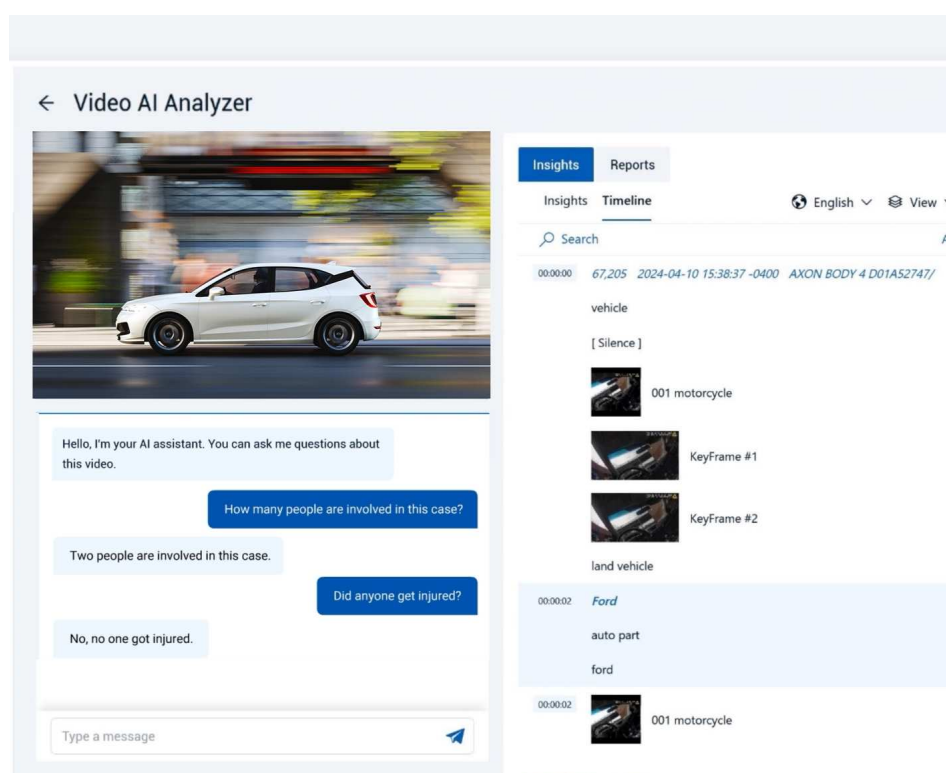 Video AI Analyzer
Hello, I'm your AI assistant. You can ask me questions about
this video.
How many people are involved in this case?
Two people are involved in this case.
Did anyone get injured?
No, no one got injured.
Type a message
Insights Reports
Insights Timeline English View
Search
00:00:00 67,205 2024-04-10 15:38:37 -0400 AXON BODY 4 D01A52747/
vehicle
[ Silence ]
001 motorcycle
KeyFrame #1
KeyFrame #2
land vehicle
00:00:02 Ford
auto part
ford
00:00:02
001 motorcycle